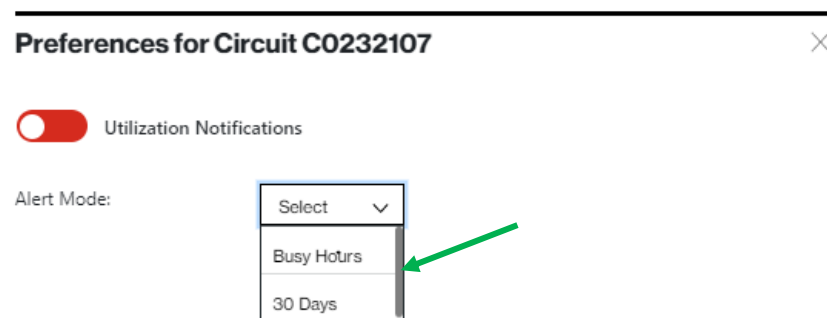 Preferences for Circuit C0232107
Utilization Notifications
Alert Mode:
Select
Busy Hours
30 Days